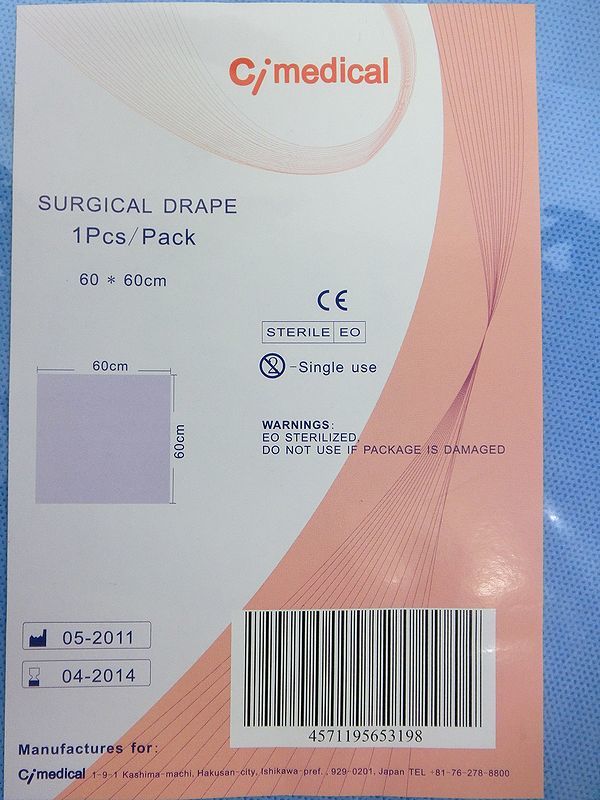 Ci medical
SURGICAL DRAPE
1Pcs/Pack
60 * 60cm
CE
STERILE EO
2 -Single use
60cm
60cm
WARNINGS:
EO STERILIZED.
DO NOT USE IF PACKAGE IS DAMAGED
05-2011
04-2014
4571195653198
Manufactures for:
Ci medical 1-9-1 Kashima-machi, Hakusan-city, Ishikawa-pref., 929-0201, Japan TEL +81-76-278-8800